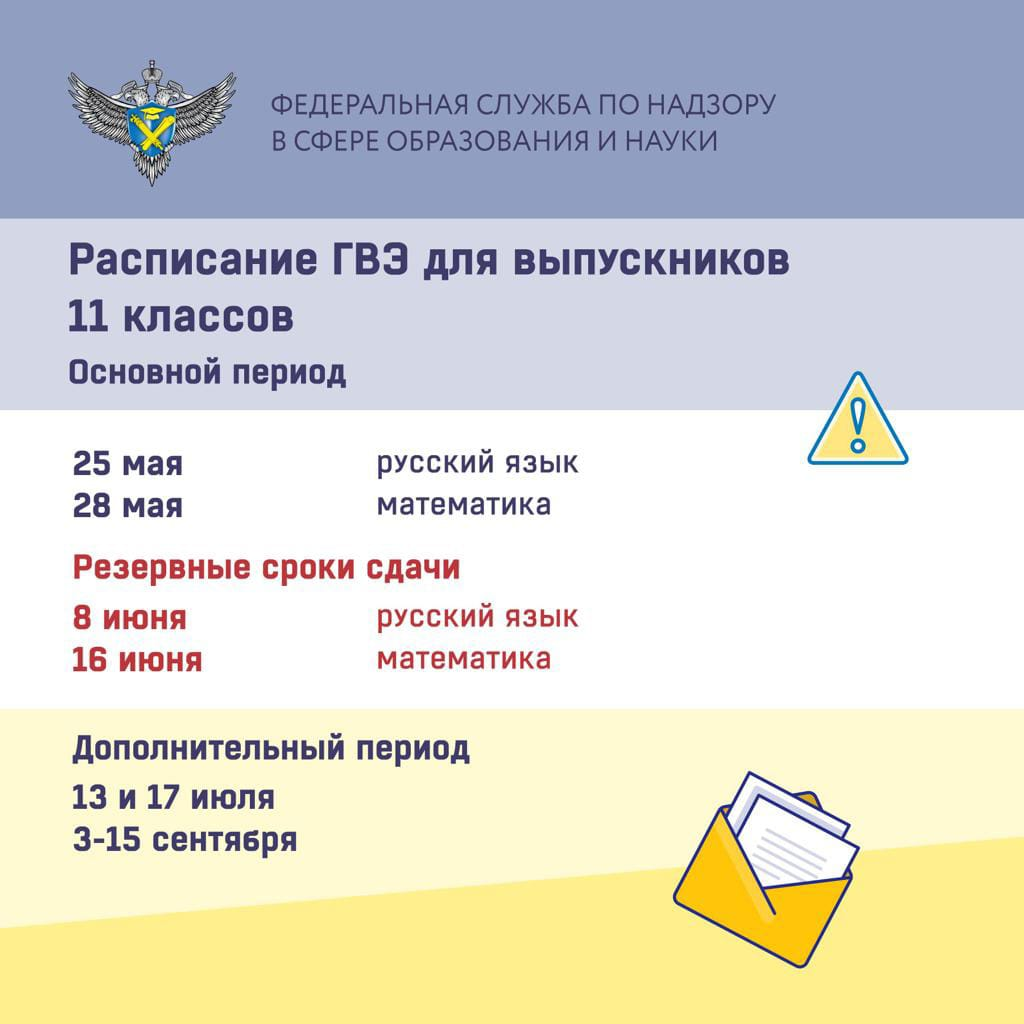 ФЕДЕРАЛЬНАЯ СЛУЖБА ПО НАДЗОРУ
В СФЕРЕ ОБРАЗОВАНИЯ И НАУКИ
Расписание ГВЭ для выпускников
11 классов
Основной период
25 мая русский язык
28 мая математика
Резервные сроки сдачи
8 июня русский язык
16 июня математика
Дополнительный период
13 и 17 июля
3-15 сентября